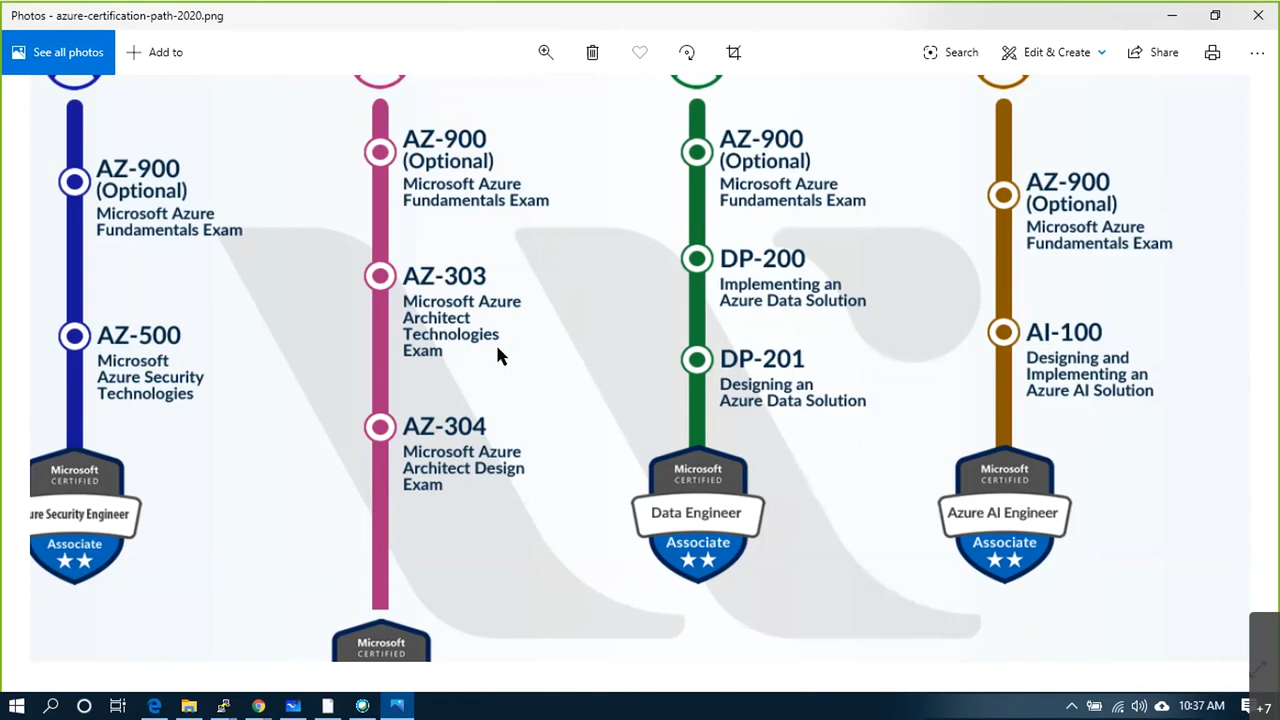 Photos - azure-certification-path-2020.png
See all photos
Add to
Search
Edit & Create
Share
AZ-900
(Optional)
Microsoft Azure
Fundamentals Exam
AZ-500
Microsoft
Azure Security
Technologies
Microsoft
CERTIFIED
ure Security Engineer
Associate
AZ-900
(Optional)
Microsoft Azure
Fundamentals Exam
AZ-303
Microsoft Azure
Architect
Technologies
Exam
AZ-304
Microsoft Azure
Architect Design
Exam
Microsoft
CERTIFIED
AZ-900
(Optional)
Microsoft Azure
Fundamentals Exam
DP-200
Implementing an
Azure Data Solution
DP-201
Designing an
Azure Data Solution
Microsoft
CERTIFIED
Data Engineer
Associate
AZ-900
(Optional)
Microsoft Azure
Fundamentals Exam
AI-100
Designing and
Implementing an
Azure AI Solution
Microsoft
CERTIFIED
Azure AI Engineer
Associate
10:37 AM
+7